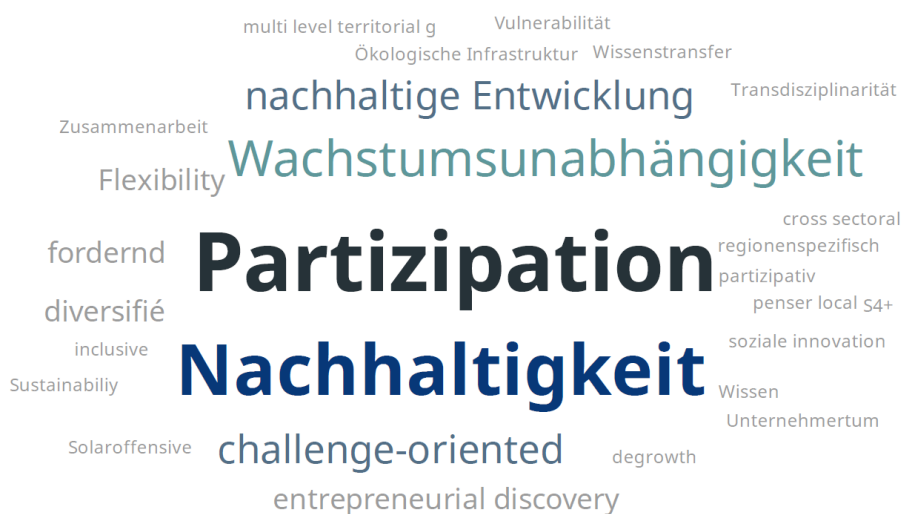 multi level territorial g
Vulnerabilität
Ökologische Infrastruktur
Wissenstransfer
nachhaltige Entwicklung
Transdisziplinarität
Zusammenarbeit
Wachstumsunabhängigkeit
Flexibility
cross sectoral
fordernd
Partizipation
regionenspezifisch
partizipativ
penser local
S4+
diversifié
soziale innovation
inclusive
Nachhaltigkeit
Sustainabiliy
Wissen
Unternehmertum
Solaroffensive
challenge-oriented
degrowth
entrepreneurial discovery